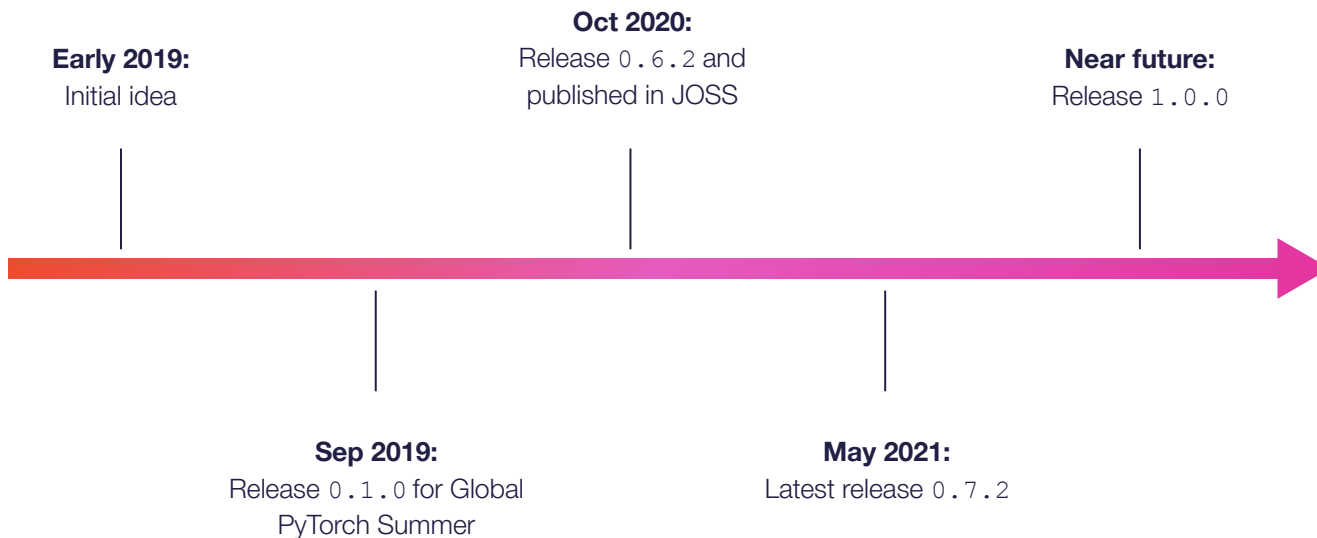 Early 2019:
Initial idea
Oct 2020:
Release 0.6.2 and
published in JOSS
Near future:
Release 1.0.0
Sep 2019:
Release 0.1.0 for Global
PyTorch Summer
May 2021:
Latest release 0.7.2